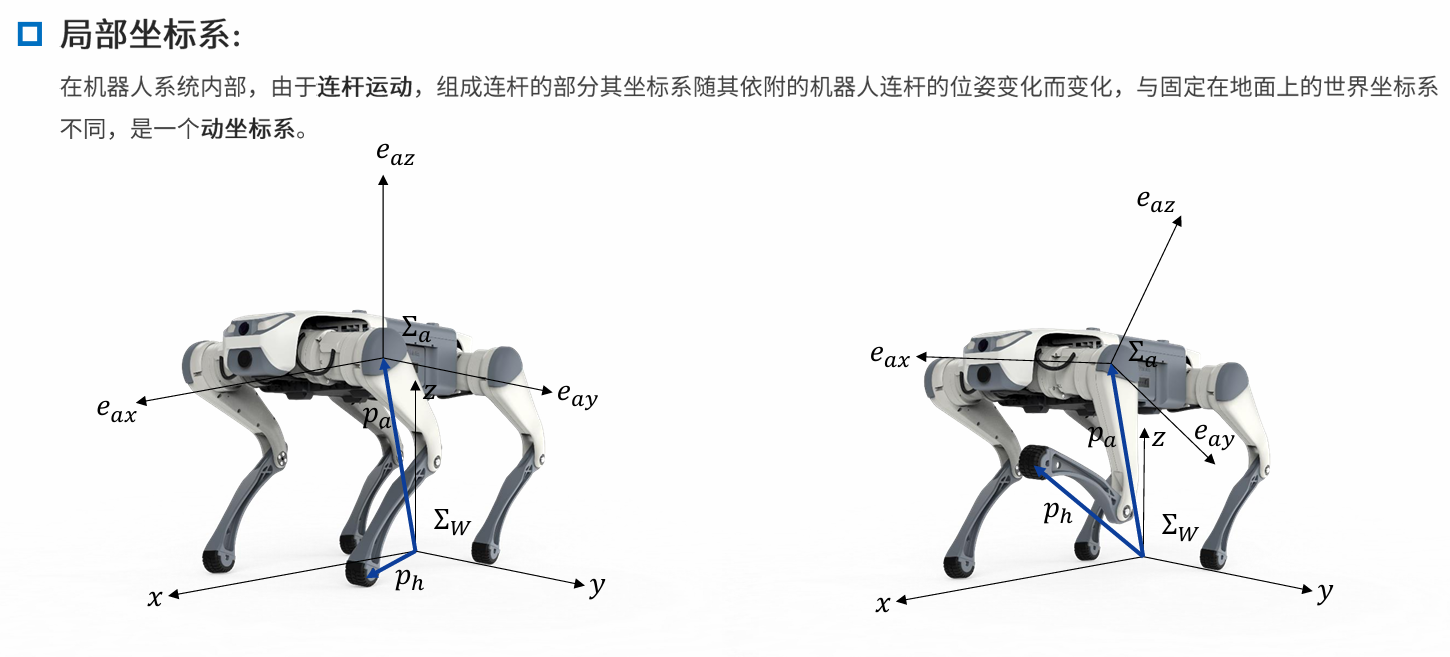 局部坐标系:
在机器人系统内部，由于连杆运动，组成连杆的部分其坐标系随其依附的机器人连杆的位姿变化而变化，与固定在地面上的世界坐标系
不同，是一个动坐标系。
e_{az}
Σ_a
e_{ax}
e_{ay}
z
p_a
Σ_W
p_h
x
y
e_{az}
Σ_a
e_{ax}
e_{ay}
z
p_a
p_h
Σ_W
x
y